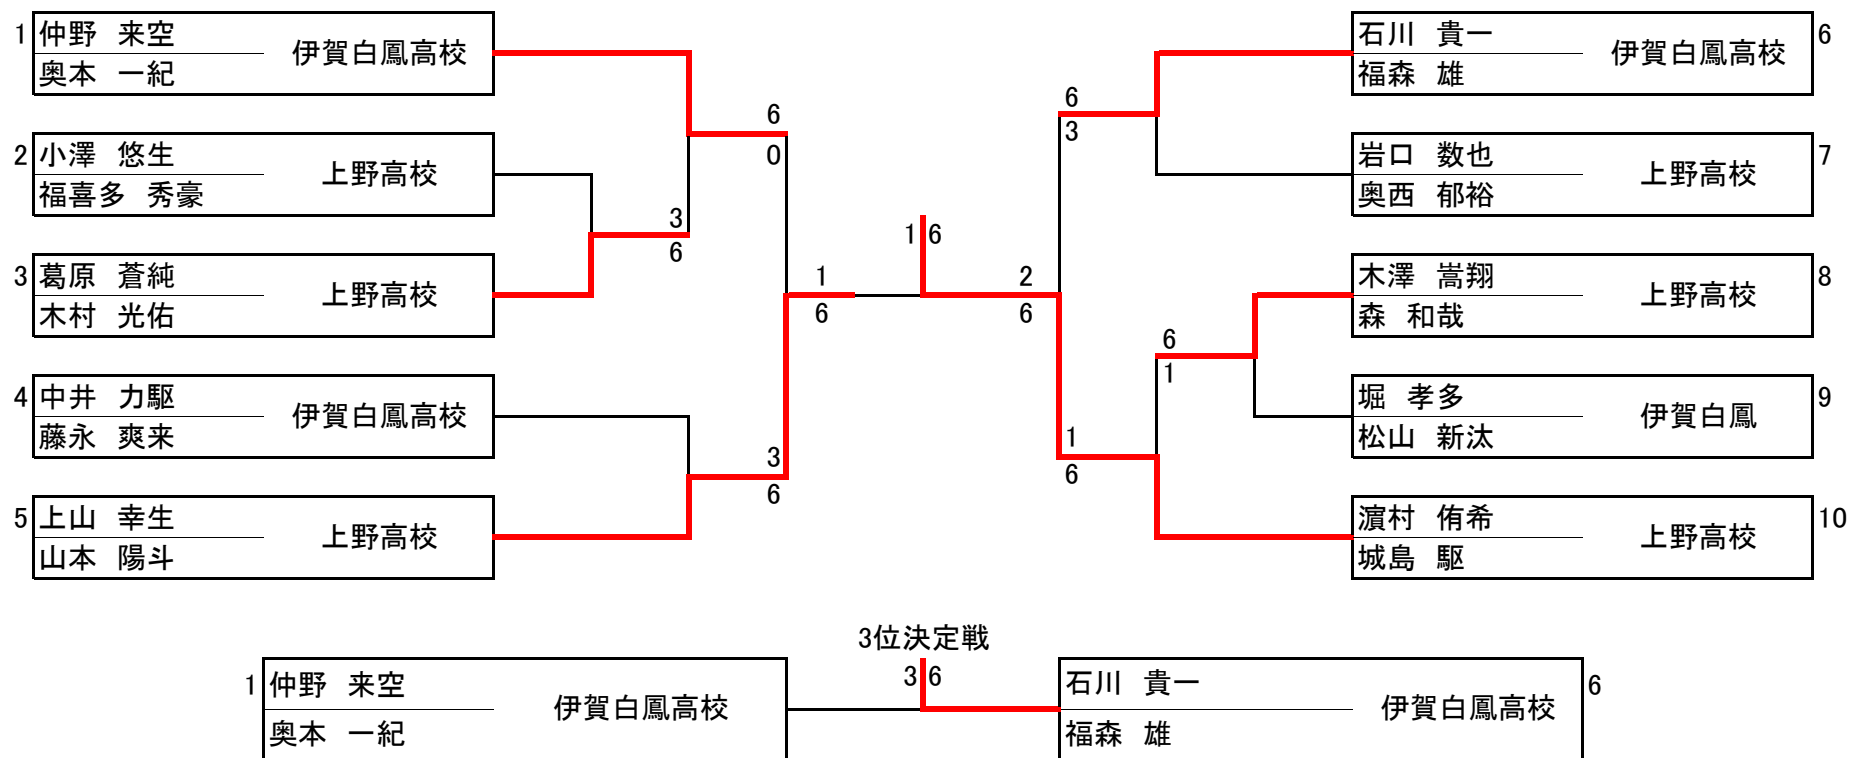 1 仲野 来空
奥本 一紀
伊賀白鳳高校
2 小澤 悠生
福喜多 秀豪
上野高校
3 葛原 蒼純
木村 光佑
上野高校
4 中井 力駆
藤永 爽来
伊賀白鳳高校
5 上山 幸生
山本 陽斗
上野高校
6
0
3
6
3
6
1
6
1 6
2
6
6
3
6
1
1
6
石川 貴一 6
福森 雄
伊賀白鳳高校
岩口 数也 7
奥西 郁裕
上野高校
木澤 嵩翔 8
森 和哉
上野高校
堀 孝多 9
松山 新汰
伊賀白鳳
濵村 侑希 10
城島 駆
上野高校
3位決定戦
1 仲野 来空
奥本 一紀
伊賀白鳳高校
3 6
石川 貴一 6
福森 雄
伊賀白鳳高校